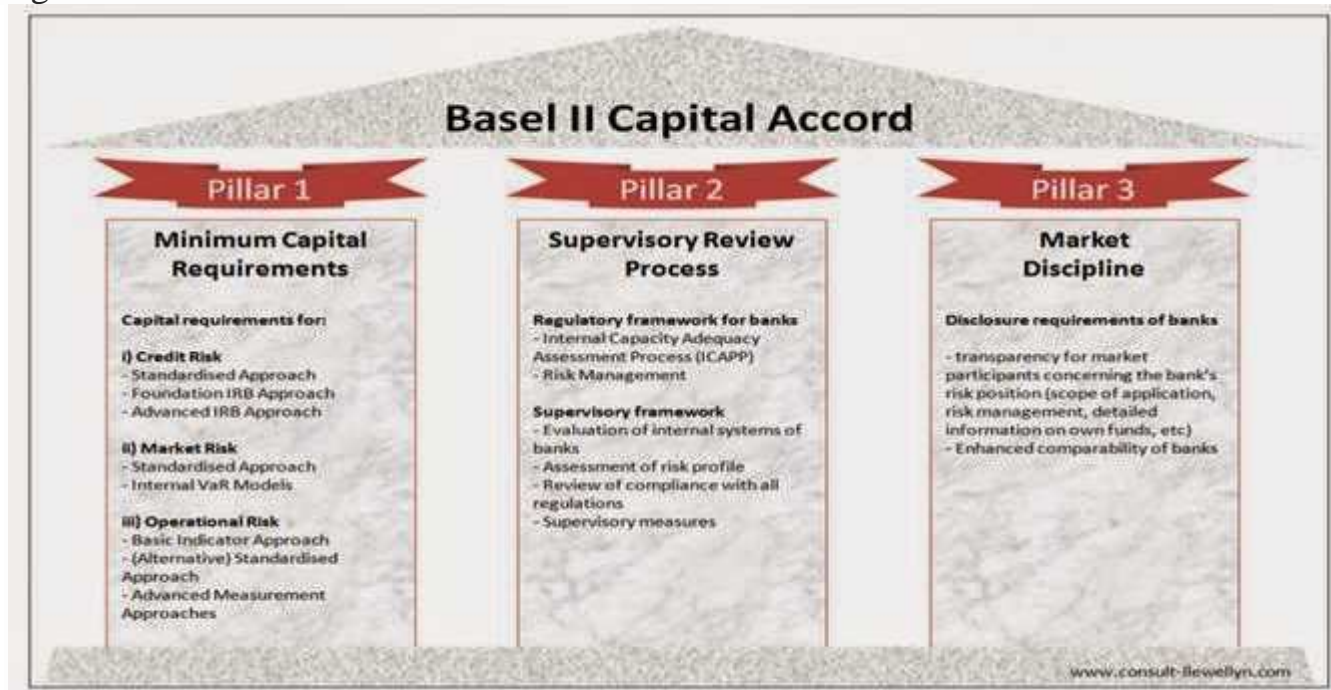 Basel II Capital Accord
Pillar 1
Minimum Capital
Requirements
Capital requirements for:
i) Credit Risk
- Standardised Approach
- Foundation IRB Approach
- Advanced IRB Approach
ii) Market Risk
- Standardised Approach
- Internal VaR Models
iii) Operational Risk
- Basic Indicator Approach
- (Alternative) Standardised
Approach
- Advanced Measurement
Approaches
Pillar 2
Supervisory Review
Process
Regulatory framework for banks
- Internal Capacity Adequacy
Assessment Process (ICAPP)
- Risk Management
Supervisory framework
- Evaluation of internal systems of
banks
- Assessment of risk profile
- Review of compliance with all
regulations
- Supervisory measures
Pillar 3
Market
Discipline
Disclosure requirements of banks
- transparency for market
participants concerning the bank's
risk position (scope of application,
risk management, detailed
information on own funds, etc)
- Enhanced comparability of banks
www.consult-llewellyn.com